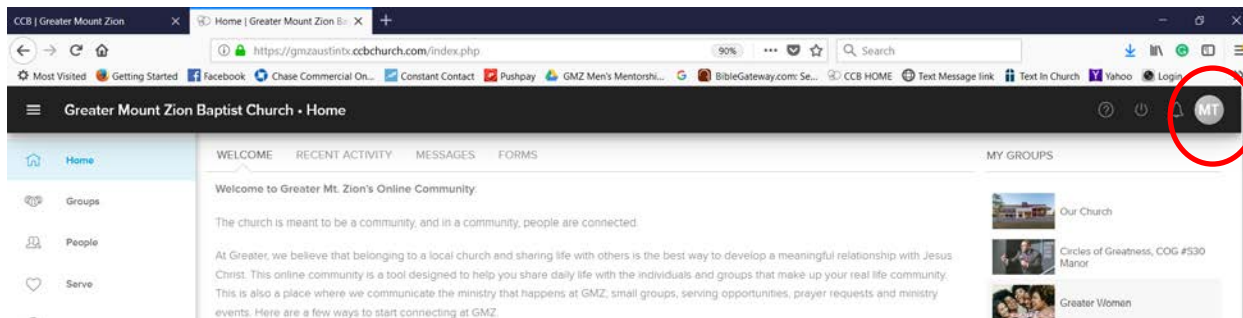 CCB | Greater Mount Zion
Home | Greater Mount Zion Ba
https://gmzaustintx.ccbchurch.com/index.php
90%
Search
Most Visited Getting Started Facebook Chase Commercial On... Constant Contact Pushpay GMZ Men's Mentorshi... BibleGateway.com: Se... CCB HOME Text Message link Text In Church Yahoo Login
Greater Mount Zion Baptist Church • Home
MT
Home
Groups
People
Serve
WELCOME RECENT ACTIVITY MESSAGES FORMS
Welcome to Greater Mt. Zion's Online Community.
The church is meant to be a community, and in a community, people are connected.
At Greater, we believe that belonging to a local church and sharing life with others is the best way to develop a meaningful relationship with Jesus
Christ. This online community is a tool designed to help you share daily life with the individuals and groups that make up your real life community.
This is also a place where we communicate the ministry that happens at GMZ, small groups, serving opportunities, prayer requests and ministry
events. Here are a few ways to start connecting at GMZ.
MY GROUPS
Our Church
Circles of Greatness, COG #530
Manor
Greater Women